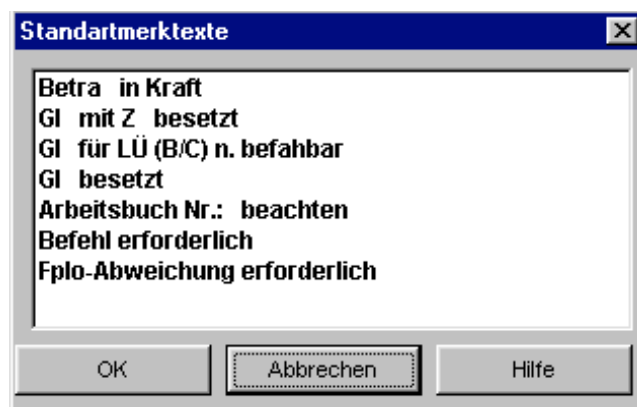 Standartmerktexte
Betra in Kraft
Gl mit Z besetzt
Gl für LÜ (B/C) n. befahbar
Gl besetzt
Arbeitsbuch Nr.: beachten
Befehl erforderlich
Fplo-Abweichung erforderlich
OK Abbrechen Hilfe